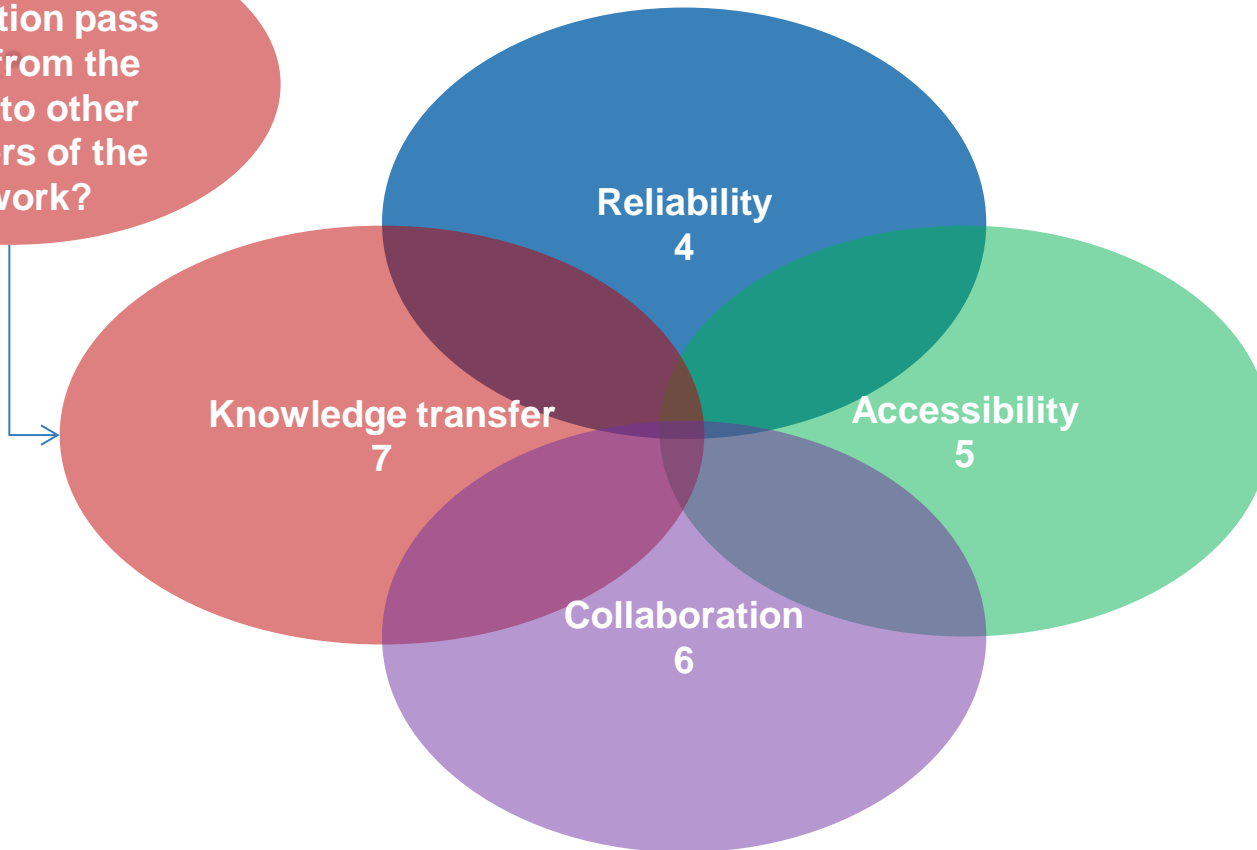 tion pass
from the
to other
rs of the
work?
Reliability
4
Knowledge transfer
7
Accessibility
5
Collaboration
6